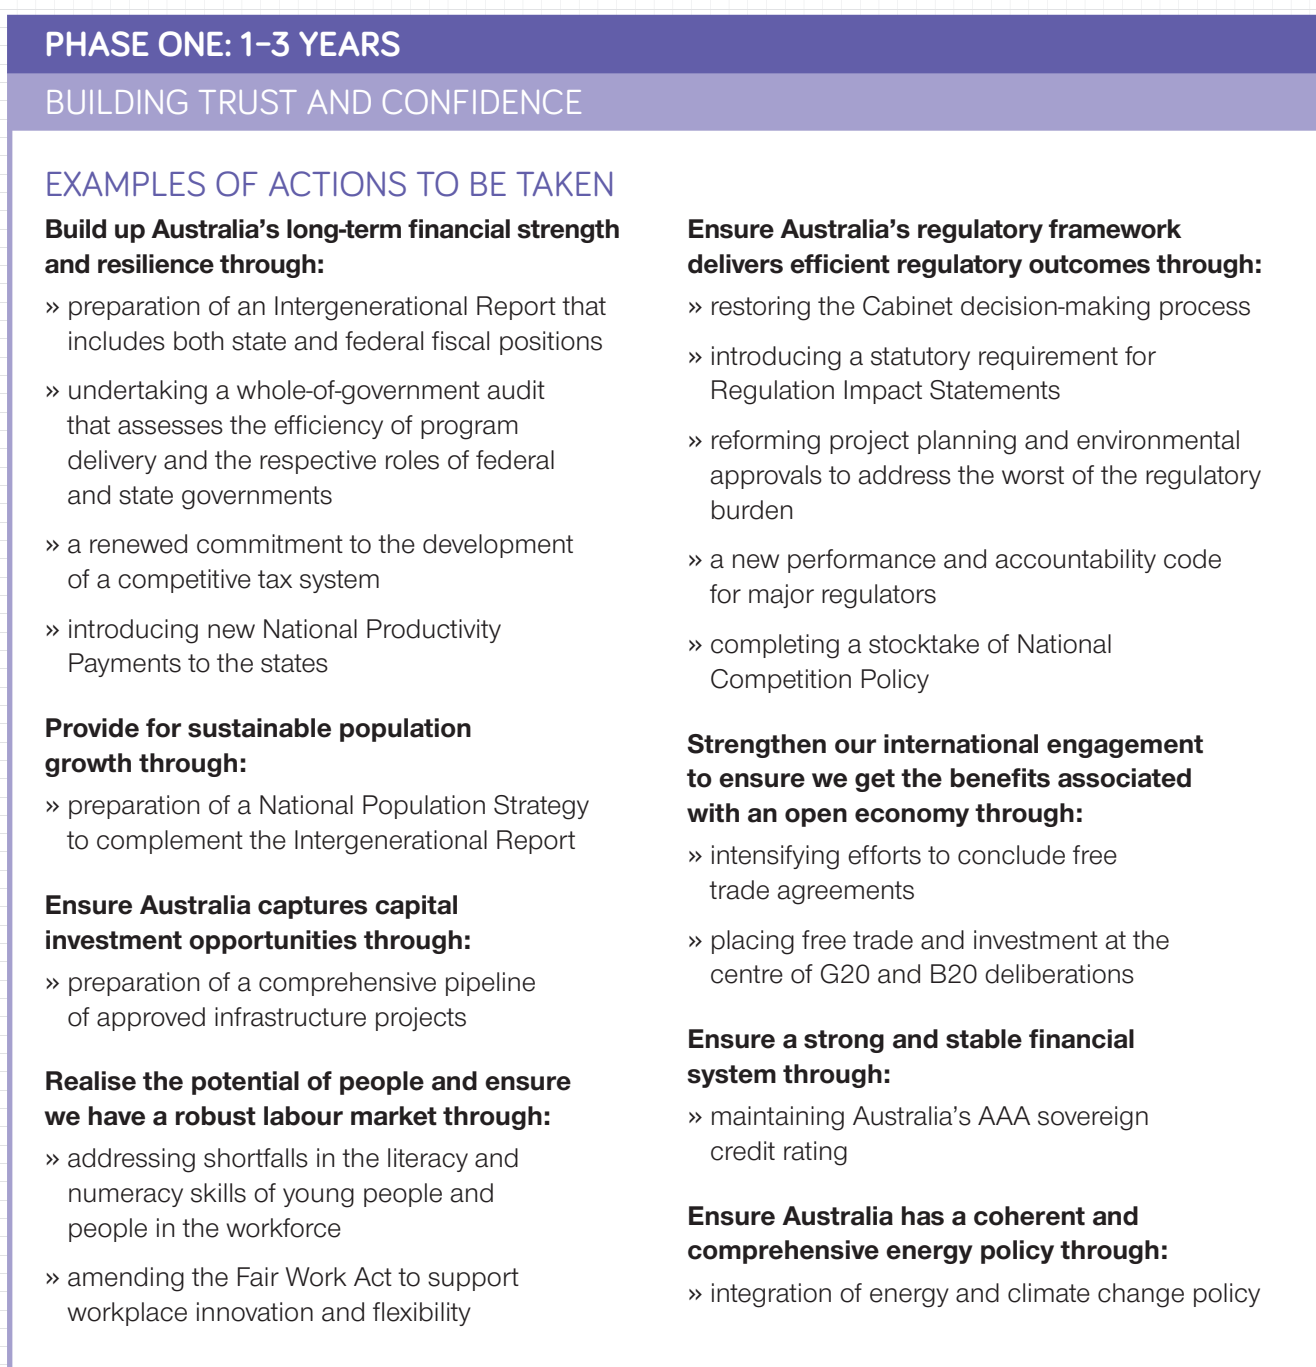 PHASE ONE: 1–3 YEARS
BUILDING TRUST AND CONFIDENCE
EXAMPLES OF ACTIONS TO BE TAKEN
Build up Australia's long-term financial strength
and resilience through:
» preparation of an Intergenerational Report that
includes both state and federal fiscal positions
» undertaking a whole-of-government audit
that assesses the efficiency of program
delivery and the respective roles of federal
and state governments
» a renewed commitment to the development
of a competitive tax system
» introducing new National Productivity
Payments to the states
Provide for sustainable population
growth through:
» preparation of a National Population Strategy
to complement the Intergenerational Report
Ensure Australia captures capital
investment opportunities through:
» preparation of a comprehensive pipeline
of approved infrastructure projects
Realise the potential of people and ensure
we have a robust labour market through:
» addressing shortfalls in the literacy and
numeracy skills of young people and
people in the workforce
» amending the Fair Work Act to support
workplace innovation and flexibility
Ensure Australia's regulatory framework
delivers efficient regulatory outcomes through:
» restoring the Cabinet decision-making process
» introducing a statutory requirement for
Regulation Impact Statements
» reforming project planning and environmental
approvals to address the worst of the regulatory
burden
» a new performance and accountability code
for major regulators
» completing a stocktake of National
Competition Policy
Strengthen our international engagement
to ensure we get the benefits associated
with an open economy through:
» intensifying efforts to conclude free
trade agreements
» placing free trade and investment at the
centre of G20 and B20 deliberations
Ensure a strong and stable financial
system through:
» maintaining Australia's AAA sovereign
credit rating
Ensure Australia has a coherent and
comprehensive energy policy through:
» integration of energy and climate change policy